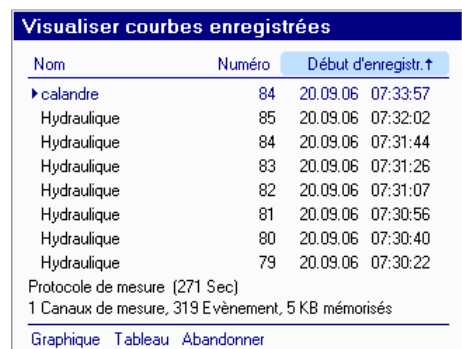 Visualiser courbes enregistrées
Nom Numéro Début d'enregistr.↑
calandre 84 20.09.06 07:33:57
Hydraulique 85 20.09.06 07:32:02
Hydraulique 84 20.09.06 07:31:44
Hydraulique 83 20.09.06 07:31:26
Hydraulique 82 20.09.06 07:31:07
Hydraulique 81 20.09.06 07:30:56
Hydraulique 80 20.09.06 07:30:40
Hydraulique 79 20.09.06 07:30:22
Protocole de mesure (271 Sec)
1 Canaux de mesure, 319 Evènement, 5 KB mémorisés
Graphique Tableau Abandonner